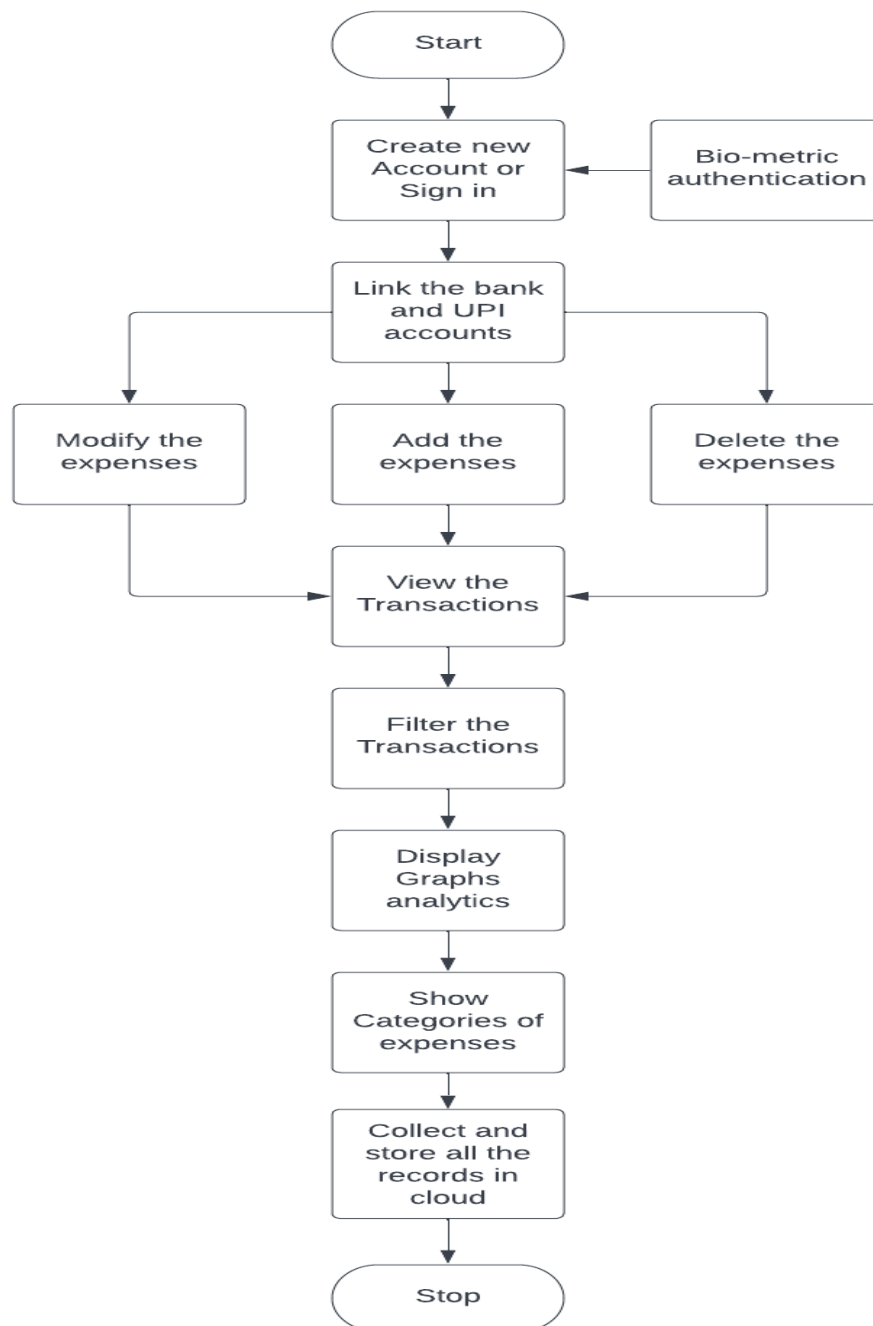 Start
Create new
Account or
Sign in
Bio-metric
authentication
Link the bank
and UPI
accounts
Modify the
expenses
Add the
expenses
Delete the
expenses
View the
Transactions
Filter the
Transactions
Display
Graphs
analytics
Show
Categories of
expenses
Collect and
store all the
records in
cloud
Stop